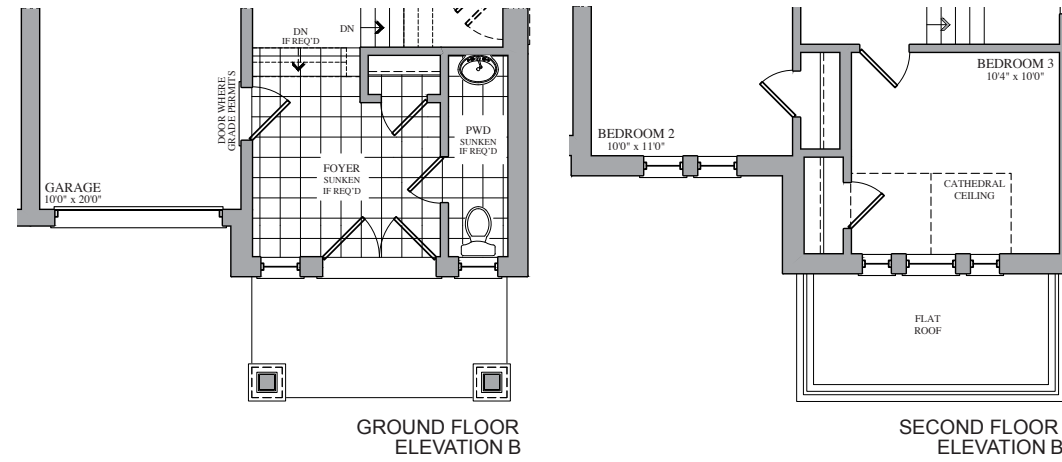 DN
IF REQ'D
DN
DOOR WHERE
GRADE PERMITS
PWD
SUNKEN
IF REQ'D
FOYER
SUNKEN
IF REQ'D
GARAGE
10'0" x 20'0"
GROUND FLOOR
ELEVATION B
BEDROOM 3
10'4" x 10'0"
BEDROOM 2
10'0" x 11'0"
CATHEDRAL
CEILING
FLAT
ROOF
SECOND FLOOR
ELEVATION B